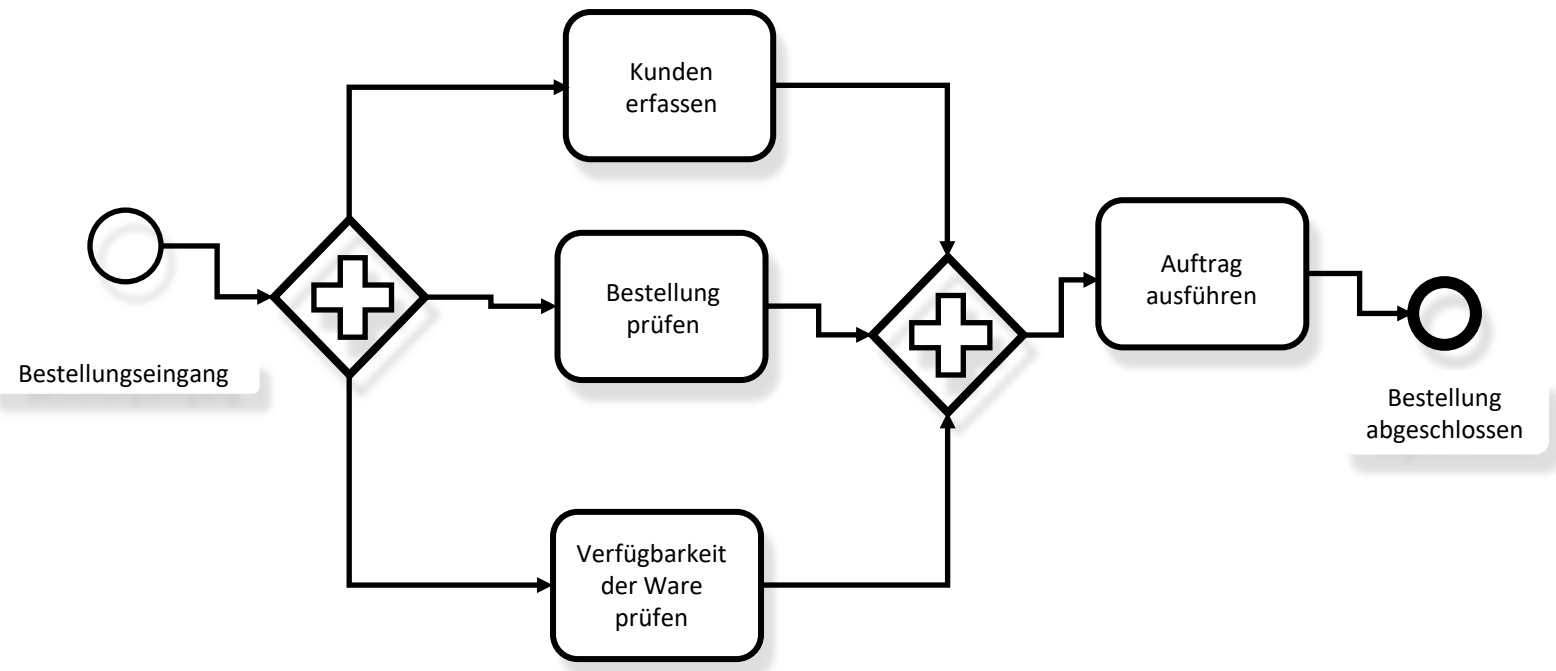 Kunden
erfassen
Bestellungseingang
Bestellung
prüfen
Verfügbarkeit
der Ware
prüfen
Auftrag
ausführen
Bestellung
abgeschlossen